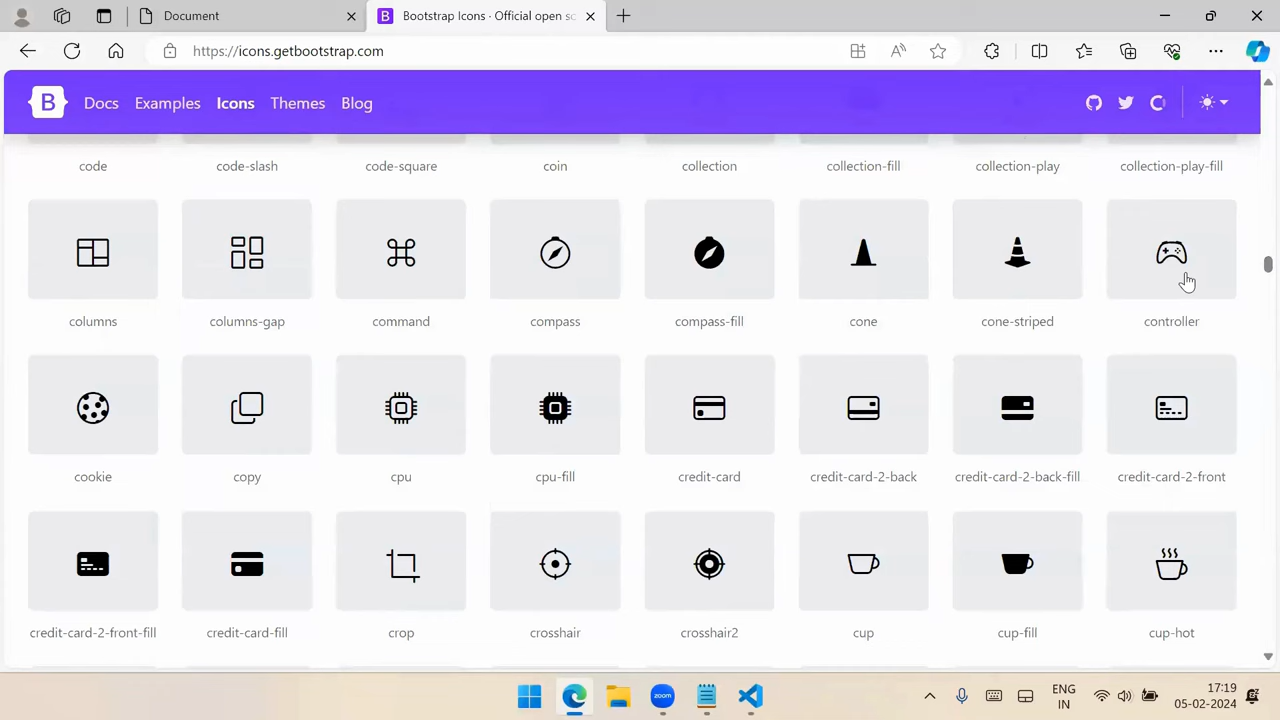 Document
Bootstrap Icons · Official open sc
https://icons.getbootstrap.com
B Docs Examples Icons Themes Blog
code code-slash code-square coin collection collection-fill collection-play collection-play-fill
columns columns-gap command compass compass-fill cone cone-striped controller
cookie copy cpu cpu-fill credit-card credit-card-2-back credit-card-2-back-fill credit-card-2-front
credit-card-2-front-fill credit-card-fill crop crosshair crosshair2 cup cup-fill cup-hot
zoom
ENG
IN
17:19
05-02-2024